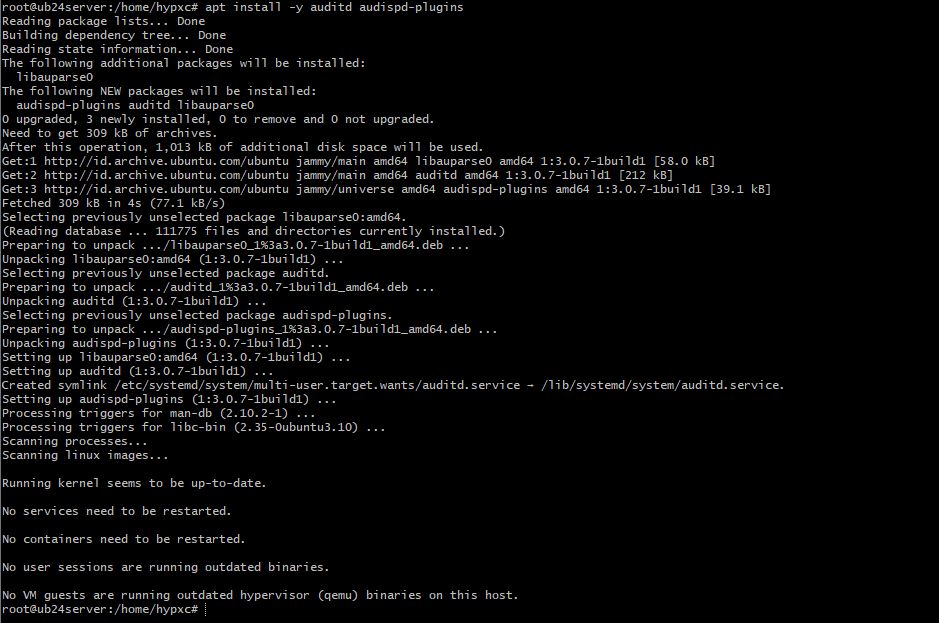 root@ub24server:/home/hypxc# apt install -y auditd audispd-plugins
Reading package lists... Done
Building dependency tree... Done
Reading state information... Done
The following additional packages will be installed:
  libauparse0
The following NEW packages will be installed:
  audispd-plugins auditd libauparse0
0 upgraded, 3 newly installed, 0 to remove and 0 not upgraded.
Need to get 309 kB of archives.
After this operation, 1,013 kB of additional disk space will be used.
Get:1 http://id.archive.ubuntu.com/ubuntu jammy/main amd64 libauparse0 amd64 1:3.0.7-1build1 [58.0 kB]
Get:2 http://id.archive.ubuntu.com/ubuntu jammy/main amd64 auditd amd64 1:3.0.7-1build1 [212 kB]
Get:3 http://id.archive.ubuntu.com/ubuntu jammy/universe amd64 audispd-plugins amd64 1:3.0.7-1build1 [39.1 kB]
Fetched 309 kB in 4s (77.1 kB/s)
Selecting previously unselected package libauparse0:amd64.
(Reading database ... 111775 files and directories currently installed.)
Preparing to unpack .../libauparse0_1%3a3.0.7-1build1_amd64.deb ...
Unpacking libauparse0:amd64 (1:3.0.7-1build1) ...
Selecting previously unselected package auditd.
Preparing to unpack .../auditd_1%3a3.0.7-1build1_amd64.deb ...
Unpacking auditd (1:3.0.7-1build1) ...
Selecting previously unselected package audispd-plugins.
Preparing to unpack .../audispd-plugins_1%3a3.0.7-1build1_amd64.deb ...
Unpacking audispd-plugins (1:3.0.7-1build1) ...
Setting up libauparse0:amd64 (1:3.0.7-1build1) ...
Setting up auditd (1:3.0.7-1build1) ...
Created symlink /etc/systemd/system/multi-user.target.wants/auditd.service → /lib/systemd/system/auditd.service.
Setting up audispd-plugins (1:3.0.7-1build1) ...
Processing triggers for man-db (2.10.2-1) ...
Processing triggers for libc-bin (2.35-0ubuntu3.10) ...
Scanning processes...
Scanning linux images...

Running kernel seems to be up-to-date.

No services need to be restarted.

No containers need to be restarted.

No user sessions are running outdated binaries.

No VM guests are running outdated hypervisor (qemu) binaries on this host.
root@ub24server:/home/hypxc#